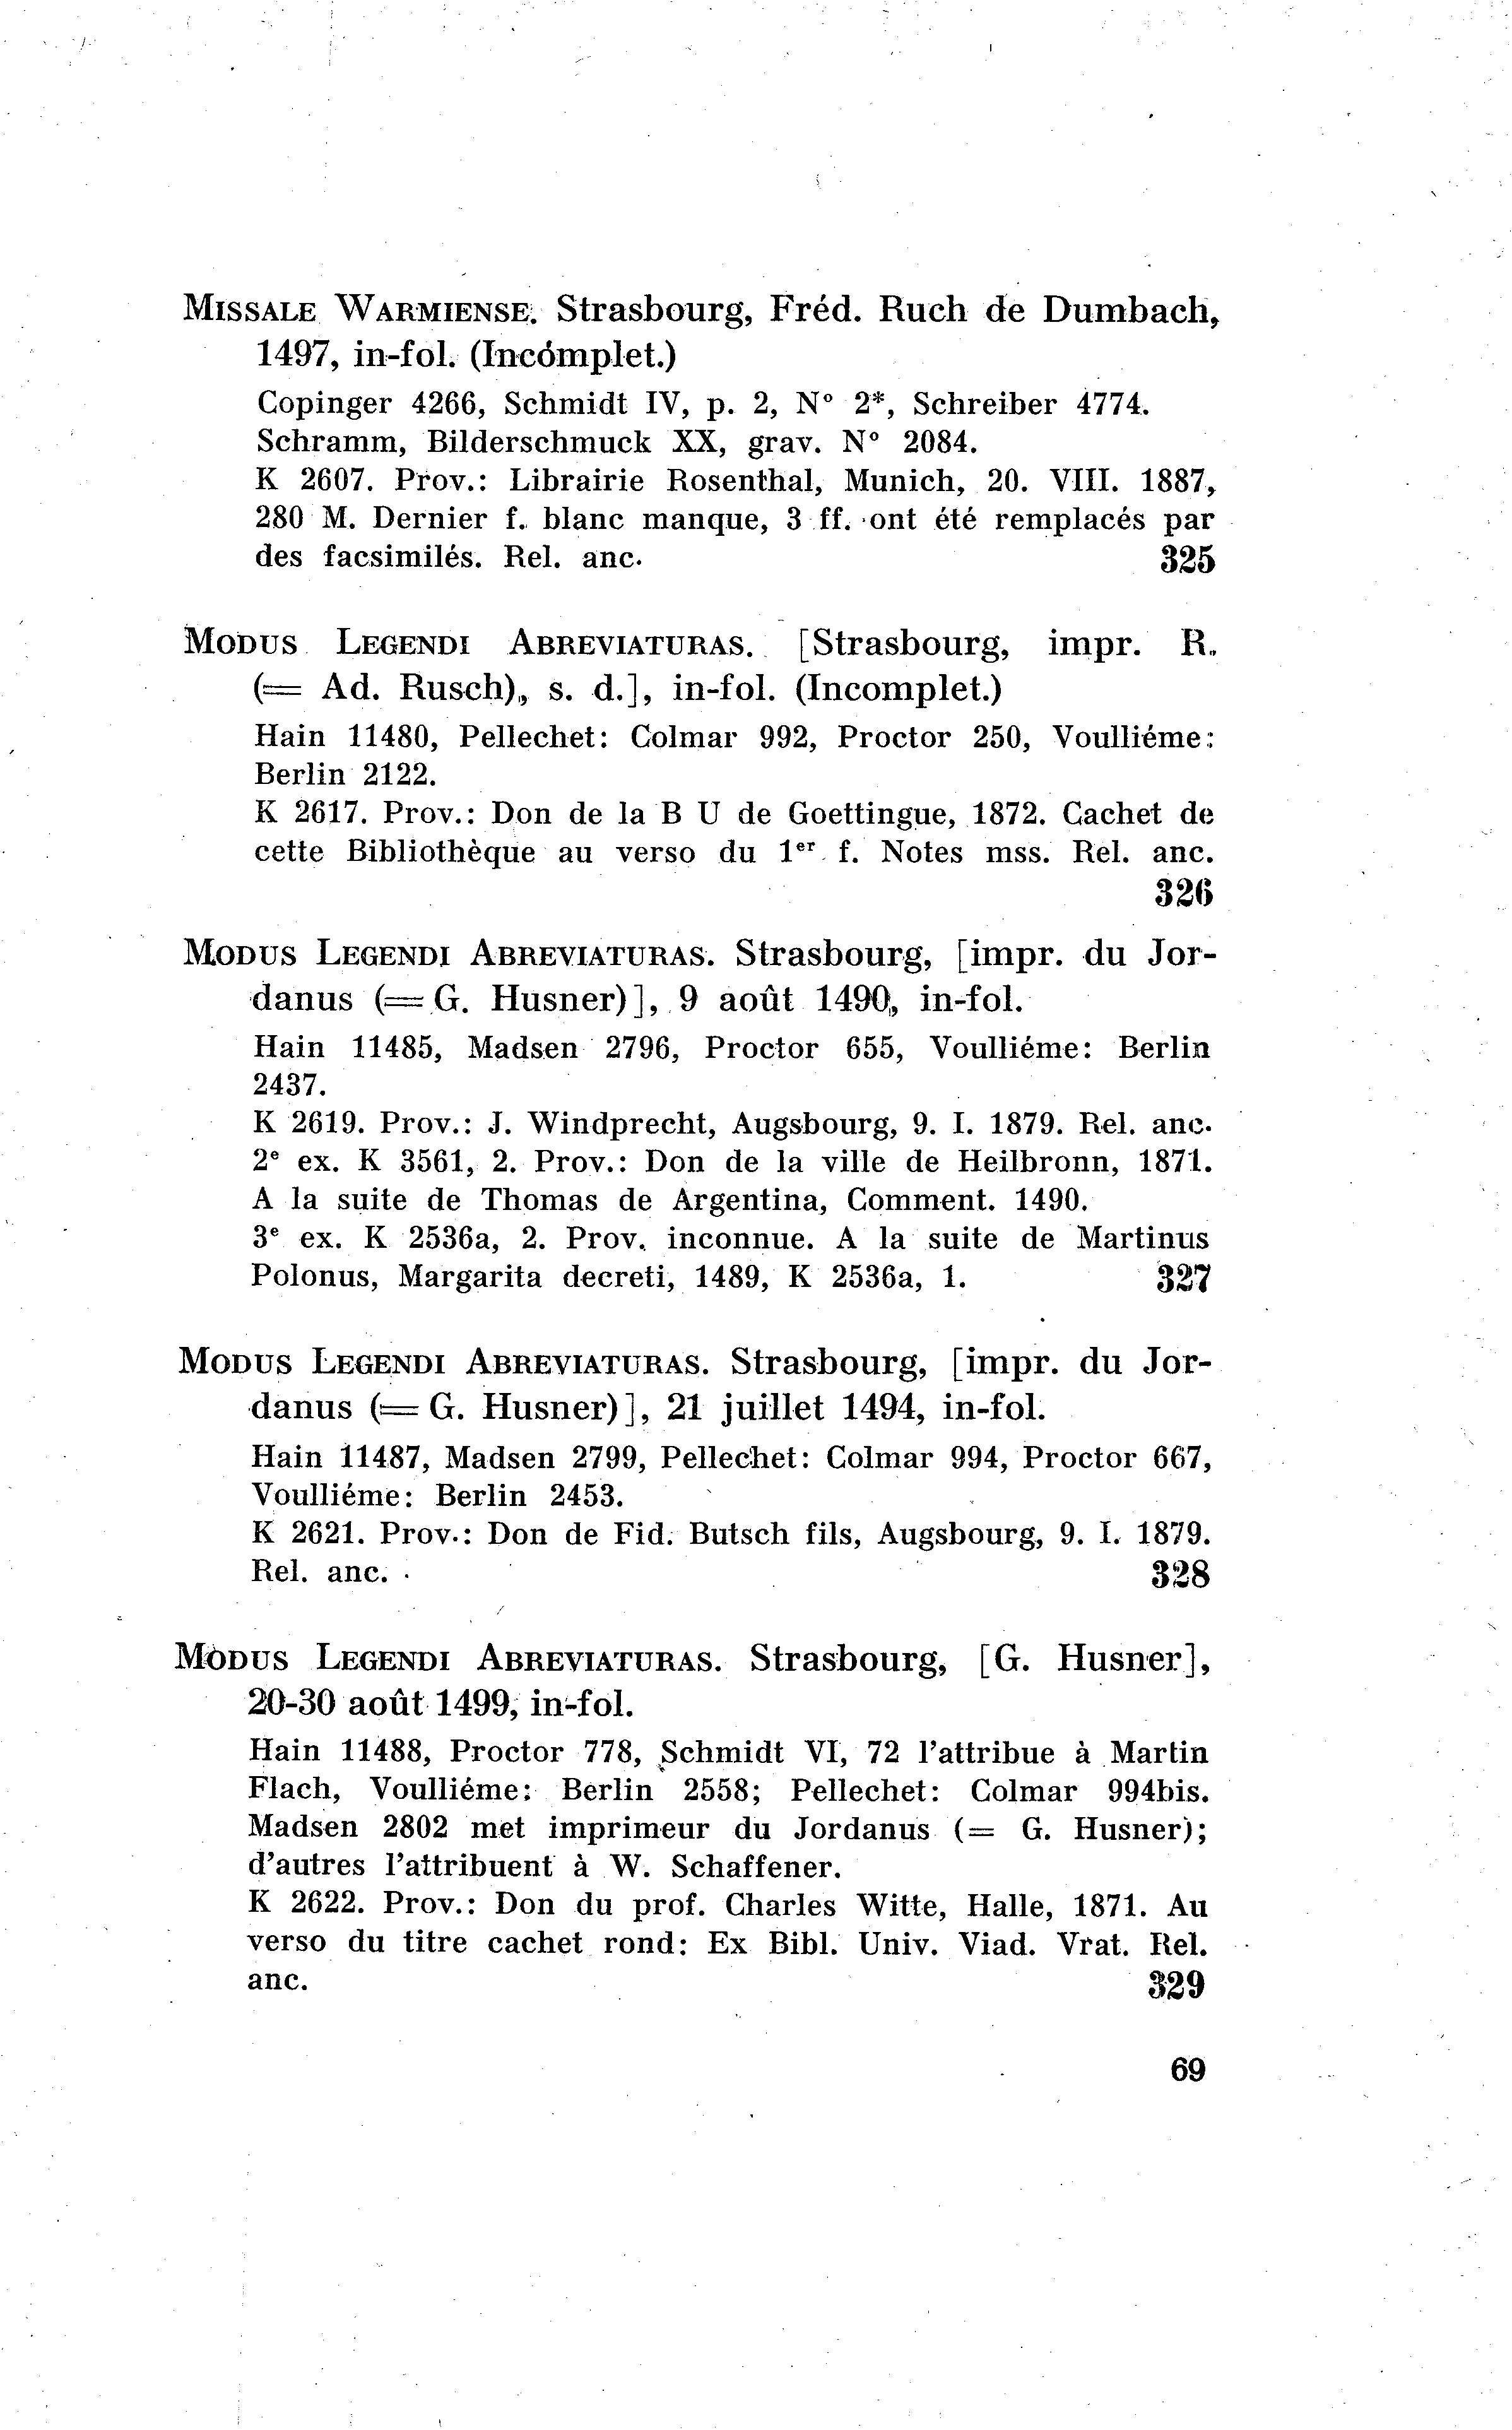 MISSALE WARMIENSE. Strasbourg, Fréd. Ruch de Dumbach,
1497, in-fol. (Incómplet.)
Copinger 4266, Schmidt IV, p. 2, N° 2*, Schreiber 4774.
Schramm, Bilderschmuck XX, grav. N° 2084.
K 2607. Prov.: Librairie Rosenthal, Munich, 20. VIII. 1887,
280 M. Dernier f. blanc manque, 3 ff. ont été remplacés par
des facsimilés. Rel. anc. 325
MODUS LEGENDI ABREVIATURAS. [Strasbourg, impr. R.
(= Ad. Rusch), s. d.], in-fol. (Incomplet.)
Hain 11480, Pellechet: Colmar 992, Proctor 250, Voulliéme:
Berlin 2122.
K 2617. Prov.: Don de la B U de Goettingue, 1872. Cachet de
cette Bibliothèque au verso du 1er f. Notes mss. Rel. anc.
326
MODUS LEGENDI ABREVIATURAS. Strasbourg, [impr. du Jor-
danus (= G. Husner)], 9 août 1490, in-fol.
Hain 11485, Madsen 2796, Proctor 655, Voulliéme: Berlin
2437.
K 2619. Prov.: J. Windprecht, Augsbourg, 9. I. 1879. Rel. anc.
2e ex. K 3561, 2. Prov.: Don de la ville de Heilbronn, 1871.
A la suite de Thomas de Argentina, Comment. 1490.
3e ex. K 2536a, 2. Prov. inconnue. A la suite de Martinus
Polonus, Margarita decreti, 1489, K 2536a, 1. 327
MODUS LEGENDI ABREVIATURAS. Strasbourg, [impr. du Jor-
danus (= G. Husner)], 21 juillet 1494, in-fol.
Hain 11487, Madsen 2799, Pellechet: Colmar 994, Proctor 667,
Voulliéme: Berlin 2453.
K 2621. Prov.: Don de Fid. Butsch fils, Augsbourg, 9. I. 1879.
Rel. anc. 328
MODUS LEGENDI ABREVIATURAS. Strasbourg, [G. Husner],
20-30 août 1499, in-fol.
Hain 11488, Proctor 778, Schmidt VI, 72 l'attribue à Martin
Flach, Voulliéme: Berlin 2558; Pellechet: Colmar 994bis.
Madsen 2802 met imprimeur du Jordanus (= G. Husner);
d'autres l'attribuent à W. Schaffener.
K 2622. Prov.: Don du prof. Charles Witte, Halle, 1871. Au
verso du titre cachet rond: Ex Bibl. Univ. Viad. Vrat. Rel.
anc. 329
69